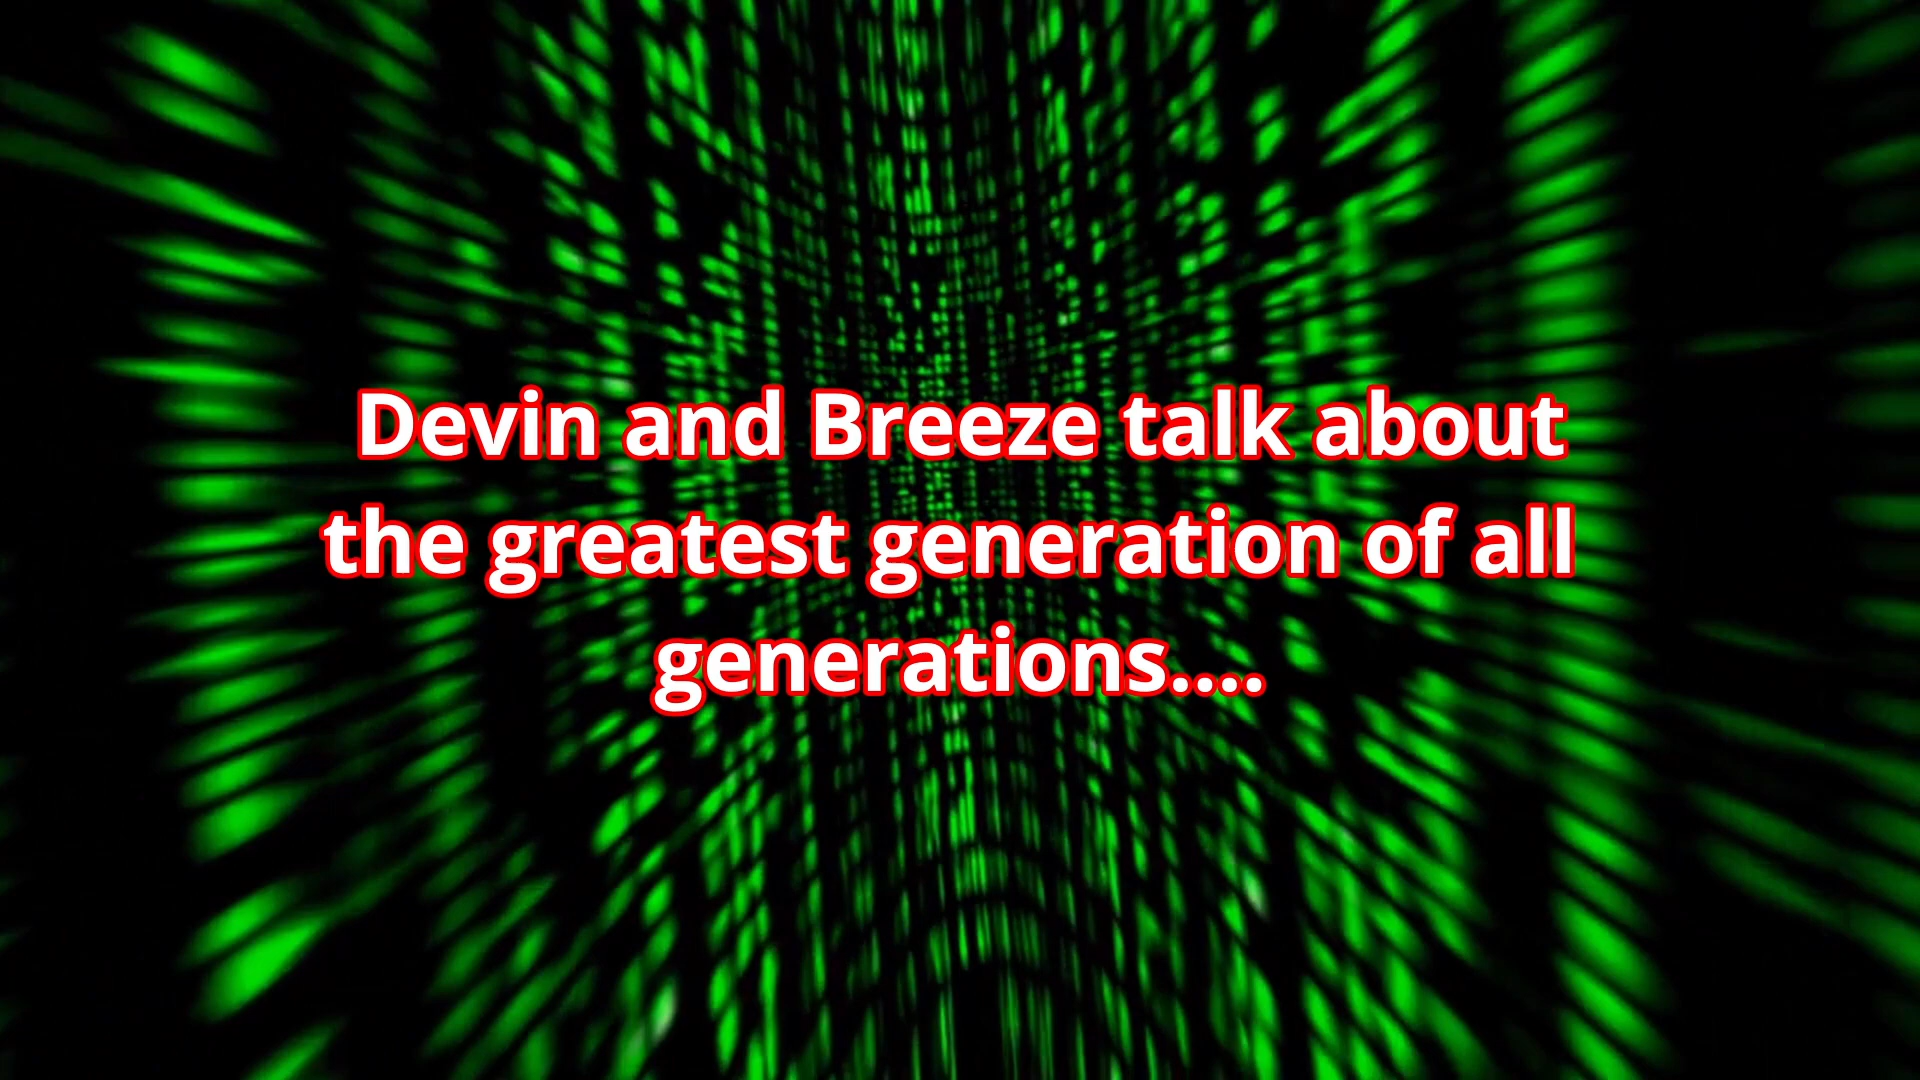 Devin and Breeze talk about
the greatest generation of all
generations....